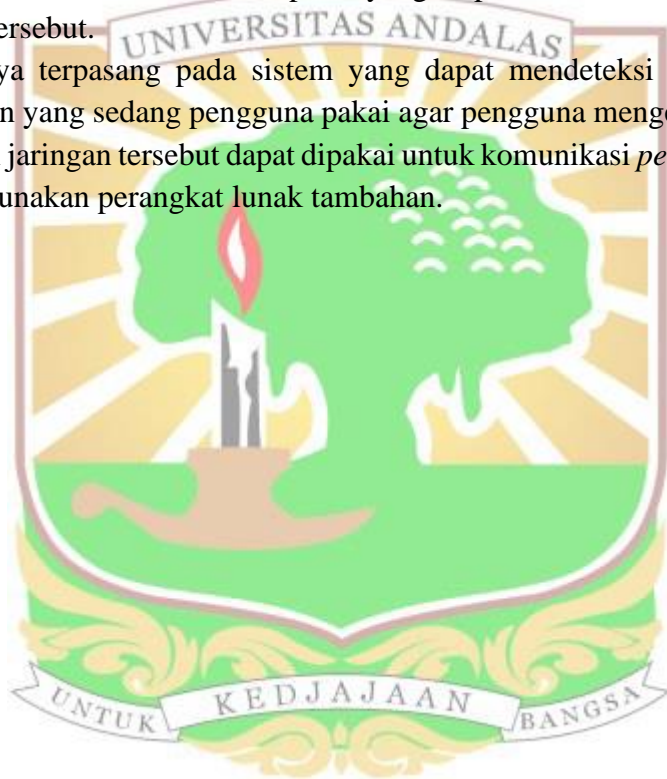 ersebut.
UNIVERSITAS ANDALAS
ya terpasang pada sistem yang dapat mendeteksi
n yang sedang pengguna pakai agar pengguna menge
jaringan tersebut dapat dipakai untuk komunikasi pe
unakan perangkat lunak tambahan.
UNTUK KEDJAJAAN BANGSA